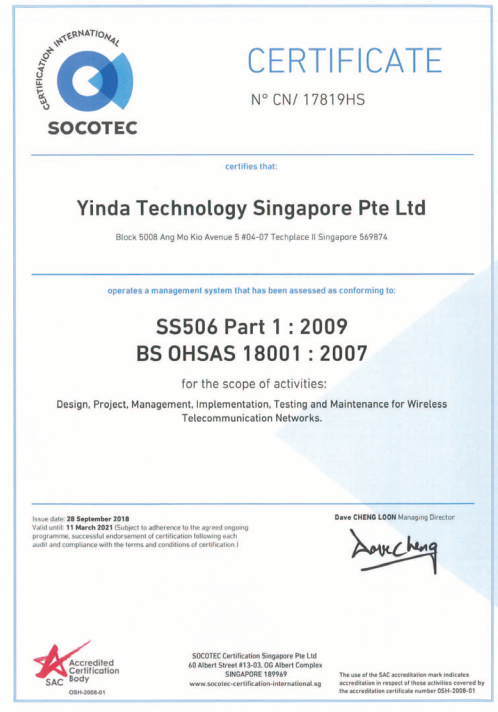 CERTIFICATION INTERNATIONAL
SOCOTEC
CERTIFICATE
N° CN/ 17819HS
certifies that:
Yinda Technology Singapore Pte Ltd
Block 5008 Ang Mo Kio Avenue 5 #04-07 Techplace II Singapore 569874
operates a management system that has been assessed as conforming to:
SS506 Part 1 : 2009
BS OHSAS 18001 : 2007
for the scope of activities:
Design, Project, Management, Implementation, Testing and Maintenance for Wireless
Telecommunication Networks.
Issue date: 28 September 2018
Valid until: 11 March 2021 (Subject to adherence to the agreed ongoing
programme, successful endorsement of certification following each
audit and compliance with the terms and conditions of certification.)
Dave CHENG LOON Managing Director
Dave Cheng
Accredited
Certification
Body
SAC
OSH-2008-01
SOCOTEC Certification Singapore Pte Ltd
60 Albert Street #13-03, OG Albert Complex
SINGAPORE 189969
www.socotec-certification-international.sg
The use of the SAC accreditation mark indicates
accreditation in respect of those activities covered by
the accreditation certificate number OSH-2008-01